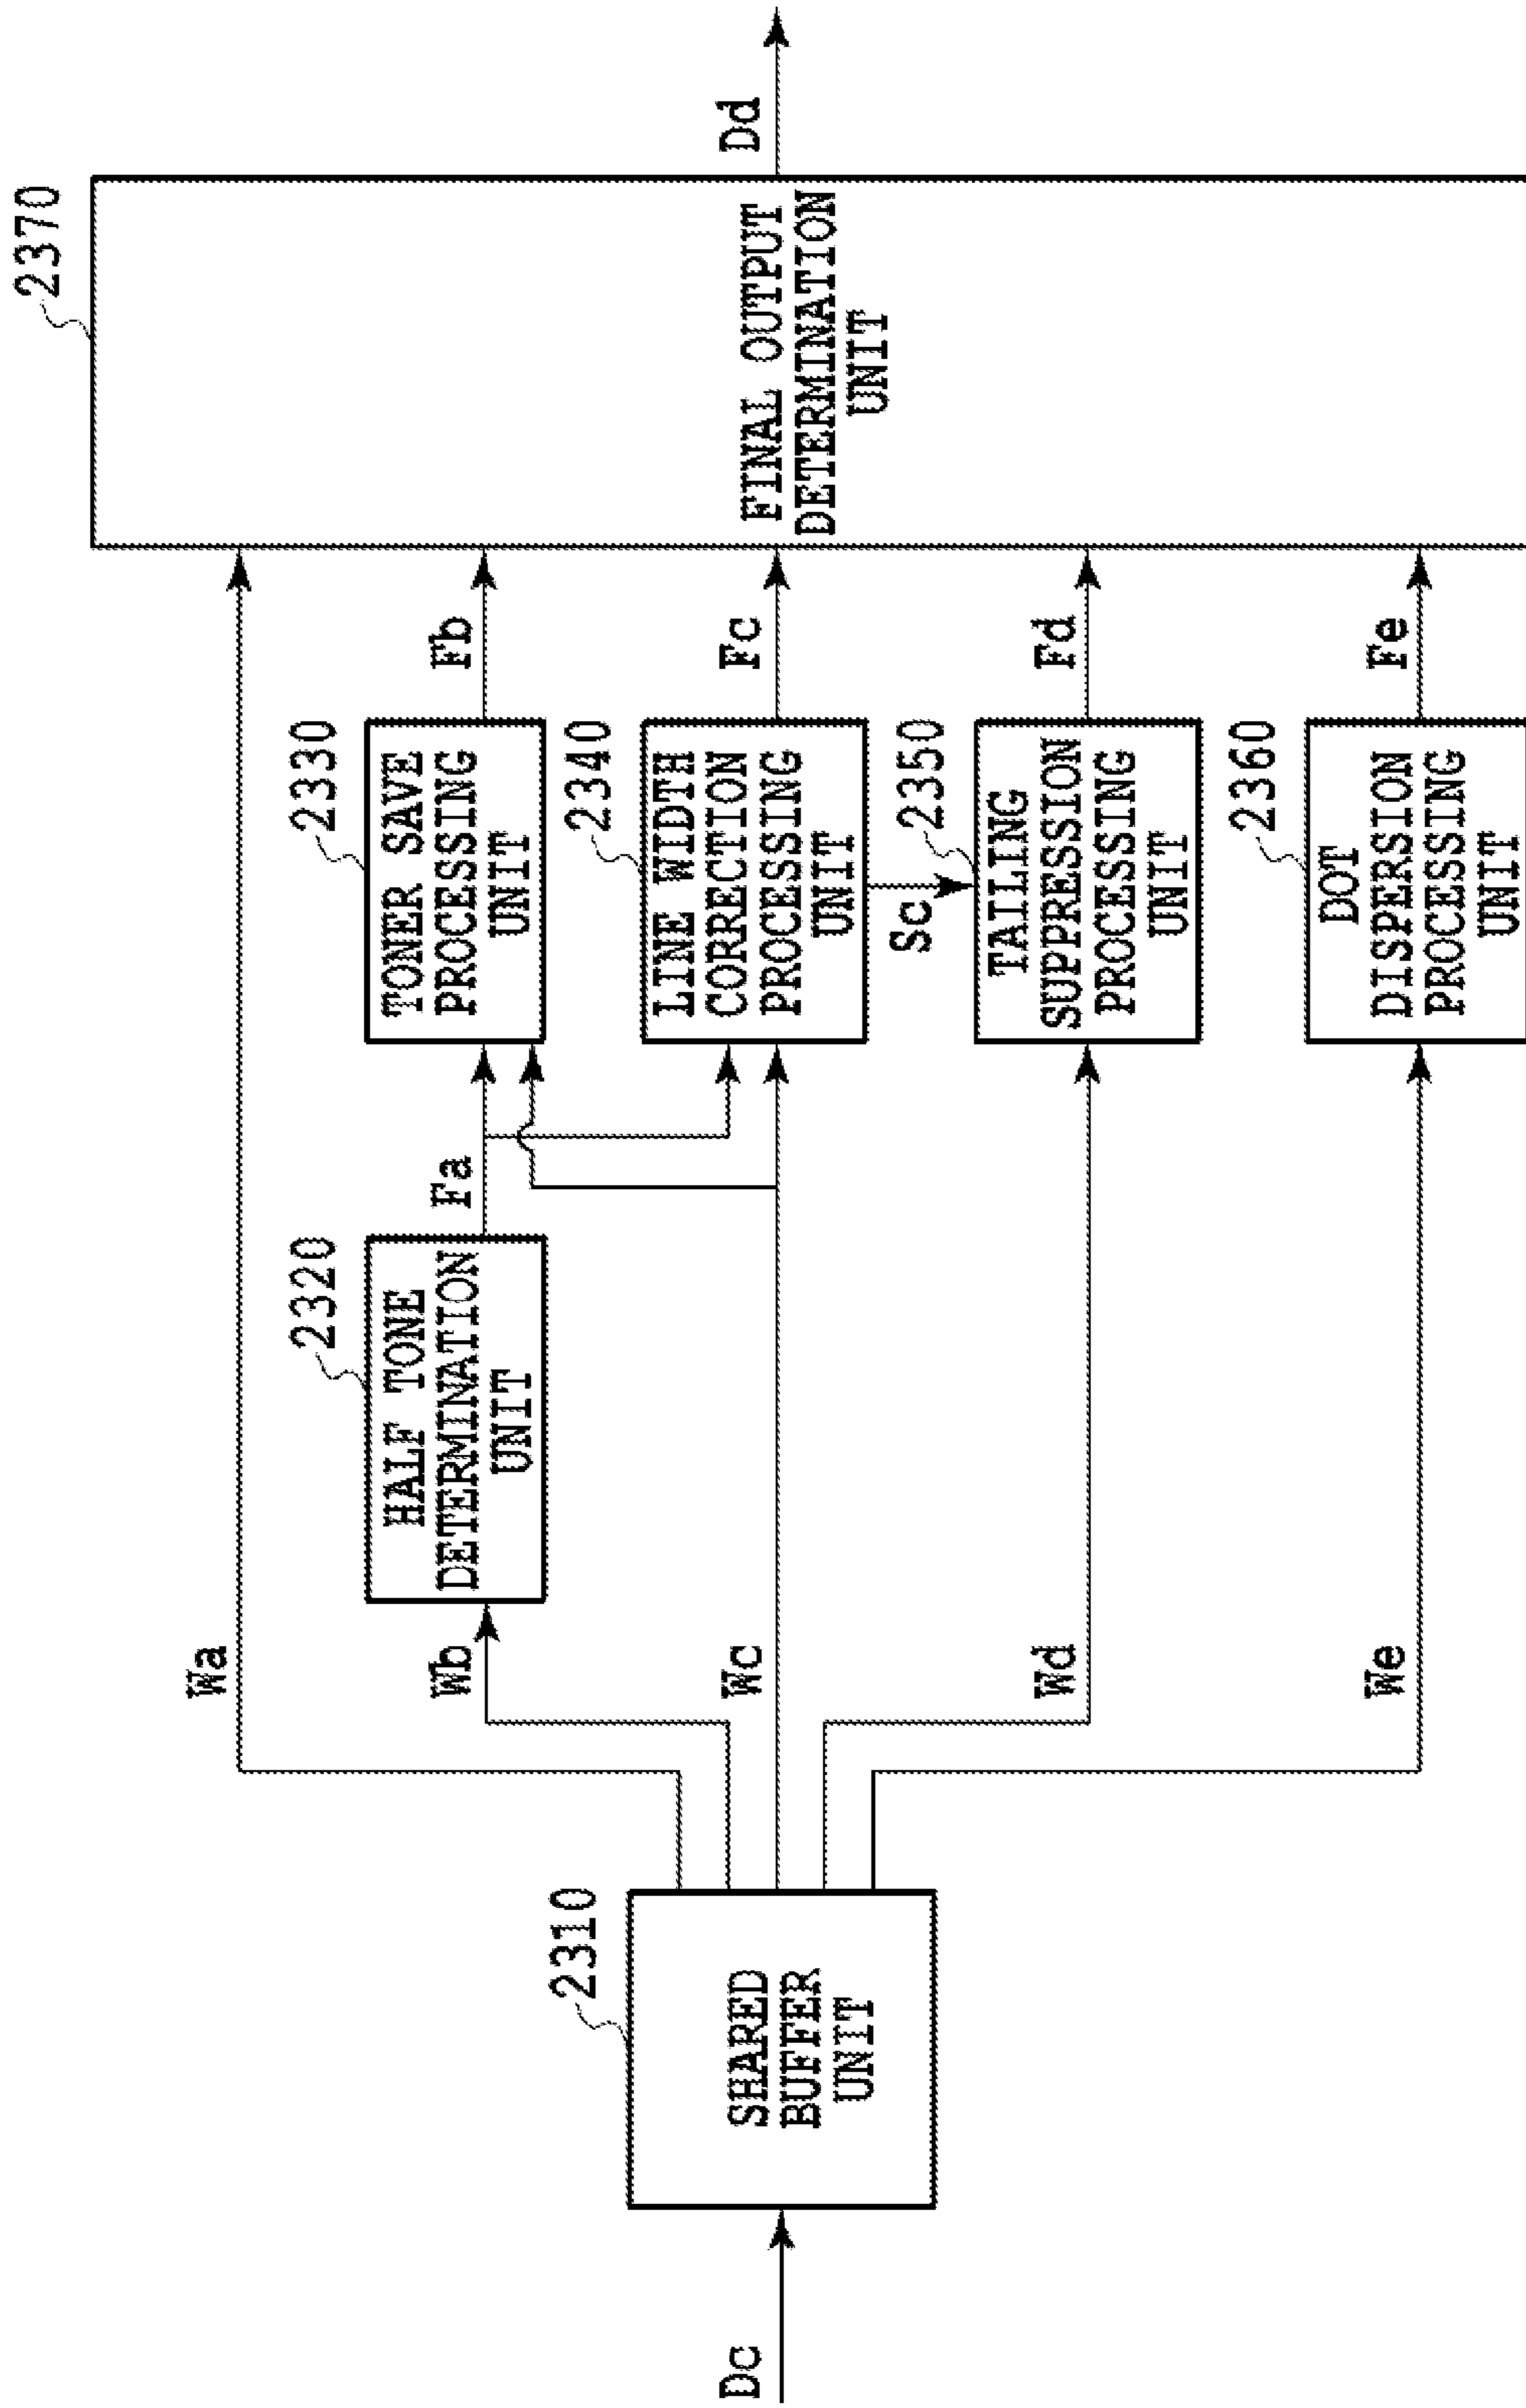 Dc
2310
SHARED
BUFFER
UNIT
Wa
Wb
Wc
Wd
We
2320
HALF TONE
DETERMINATION
UNIT
Fa
2330
TONER SAVE
PROCESSING
UNIT
2340
LINE WIDTH
CORRECTION
PROCESSING
UNIT
Sc
2350
TAILING
SUPPRESSION
PROCESSING
UNIT
2360
DOT
DISPERSION
PROCESSING
UNIT
Fb
Fc
Fd
Fe
2370
FINAL OUTPUT
DETERMINATION
UNIT
Dd